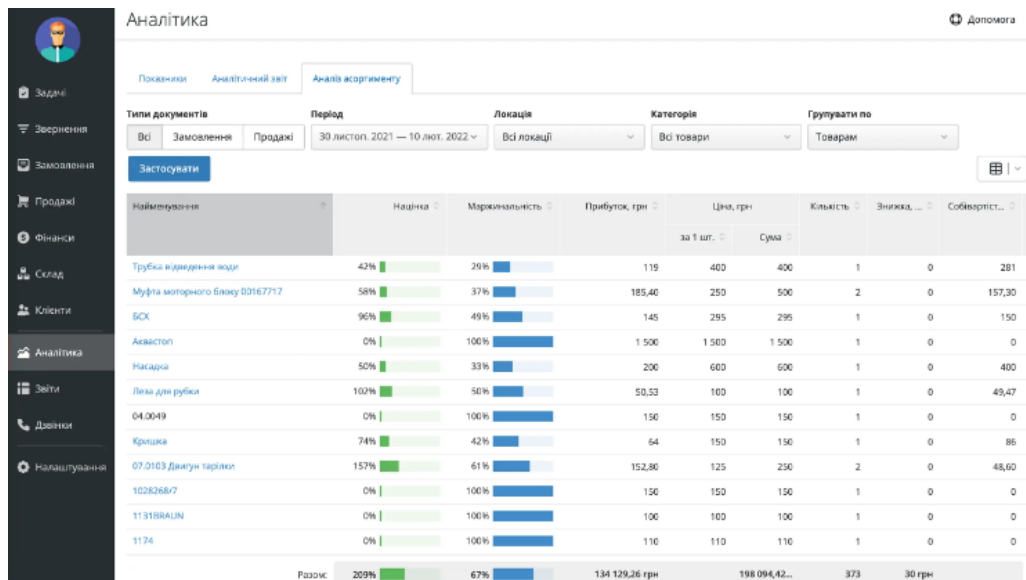 Аналітика
Допомога
Задачі
Звернення
Замовлення
Продажі
Фінанси
Склад
Клієнти
Аналітика
Звіти
Дзвінки
Налаштування
Показники Аналітичний звіт Аналіз асортименту
Типи документів Період Локація Категорія Групувати по
Всі Замовлення Продажі 30 листоп. 2021 — 10 лют. 2022 Всі локації Всі товари Товарам
Застосувати
Найменування Націнка Маржинальність Прибуток, грн Ціна, грн Кількість Знижка, ... Собівартіст...
за 1 шт. Сума
Трубка відведення води 42% 29% 119 400 400 1 0 281
Муфта моторного блоку 00167717 58% 37% 185,40 250 500 2 0 157,30
БСХ 96% 49% 145 295 295 1 0 150
Аквастоп 0% 100% 1 500 1 500 1 500 1 0 0
Насадка 50% 33% 200 600 600 1 0 400
Леза для рубки 102% 50% 50,53 100 100 1 0 49,47
04.0049 0% 100% 150 150 150 1 0 0
Кришка 74% 42% 64 150 150 1 0 86
07.0103 Двигун тарілки 157% 61% 152,80 125 250 2 0 48,60
1028268/7 0% 100% 150 150 150 1 0 0
1131BRAUN 0% 100% 100 100 100 1 0 0
1174 0% 100% 110 110 110 1 0 0
Разом: 209% 67% 134 129,26 грн 198 094,42... 373 30 грн